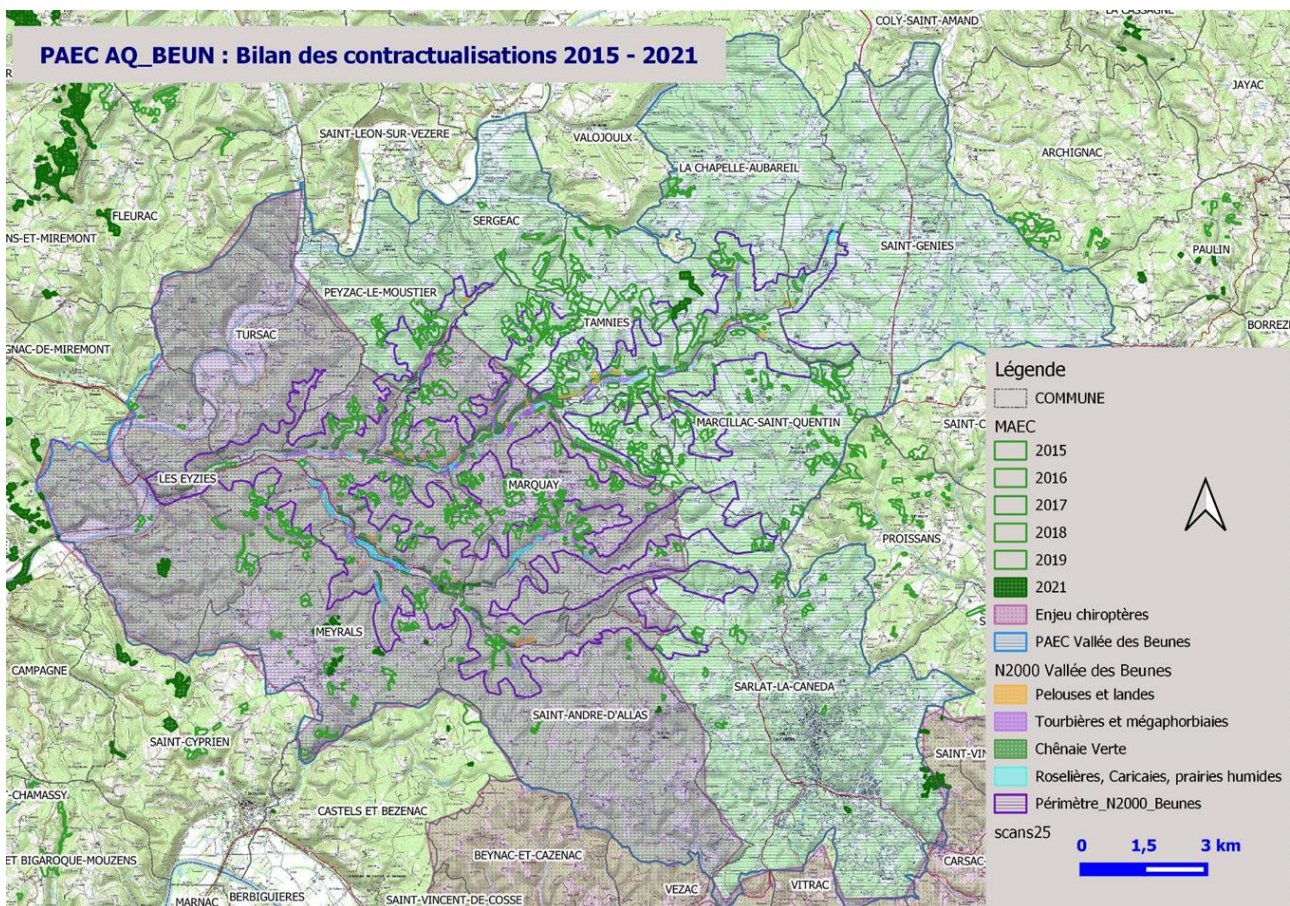 COLY-SAINT-AMAND
LA CASSAGNE
PAEC AQ_BEUN : Bilan des contractualisations 2015 - 2021
JAYAC
SAINT-LEON-SUR-VEZERE
VALOJOULX
ARCHIGNAC
LA CHAPELLE-AUBAREIL
FLEURAC
SERGEAC
NS-ET-MIREMONT
SAINT-GENIES
PAULIN
PEYZAC-LE-MOUSTIER
TAMNIES
BORREZE
TURSAC
GNAC-DE-MIREMONT
MARCILLAC-SAINT-QUENTIN
SAINT-C
LES EYZIES
MARQUAY
PROISSANS
MEYRALS
CAMPAGNE
SARLAT-LA-CANEDA
SAINT-ANDRE-D'ALLAS
SAINT-CYPRIEN
SAINT-VIN
T-CHAMASSY
CASTELS ET BEZENAC
ET BIGAROQUE-MOUZENS
BEYNAC-ET-CAZENAC
CARSAC-
VEZAC
VITRAC
MARNAC
BERBIGUIERES
SAINT-VINCENT-DE-COSSE
Légende
COMMUNE
MAEC
2015
2016
2017
2018
2019
2021
Enjeu chiroptères
PAEC Vallée des Beunes
N2000 Vallée des Beunes
Pelouses et landes
Tourbières et mégaphorbiaies
Chênaie Verte
Roselières, Caricaies, prairies humides
Périmètre_N2000_Beunes
scans25
0 1,5 3 km